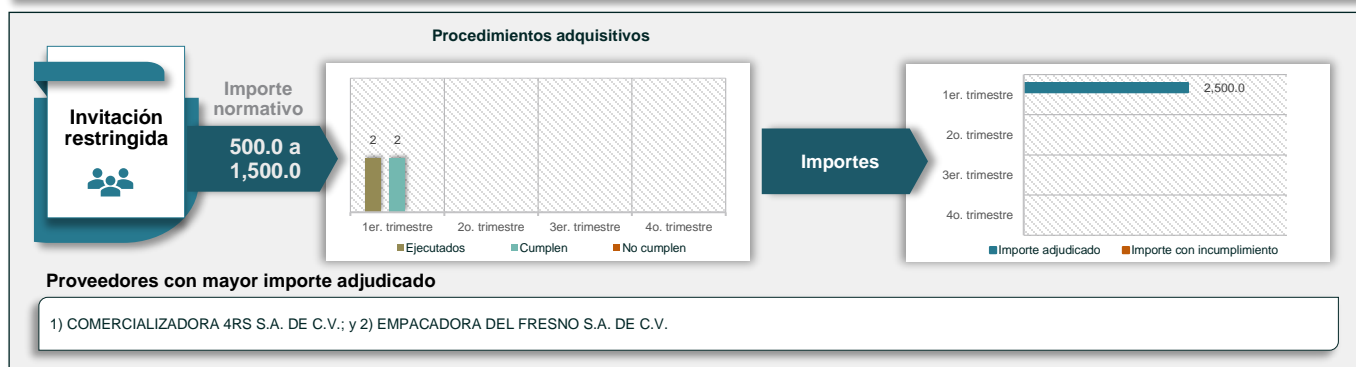 Procedimientos adquisitivos
Invitación
restringida
Importe
normativo
500.0 a
1,500.0
2 2
1er. trimestre 2o. trimestre 3er. trimestre 4o. trimestre
Ejecutados Cumplen No cumplen
Importes
1er. trimestre 2,500.0
2o. trimestre
3er. trimestre
4o. trimestre
Importe adjudicado Importe con incumplimiento
Proveedores con mayor importe adjudicado
1) COMERCIALIZADORA 4RS S.A. DE C.V.; y 2) EMPACADORA DEL FRESNO S.A. DE C.V.